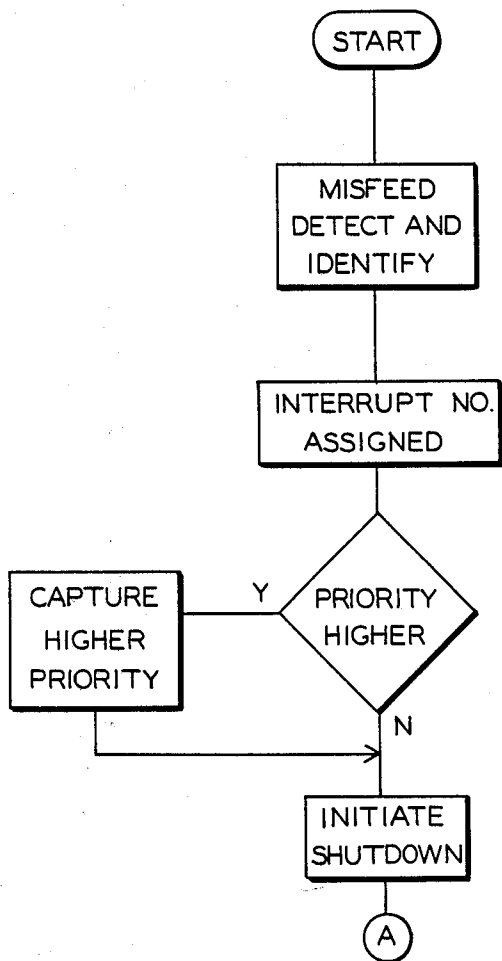 START
MISFEED
DETECT AND
IDENTIFY
INTERRUPT NO.
ASSIGNED
PRIORITY
HIGHER
Y
CAPTURE
HIGHER
PRIORITY
N
INITIATE
SHUTDOWN
A